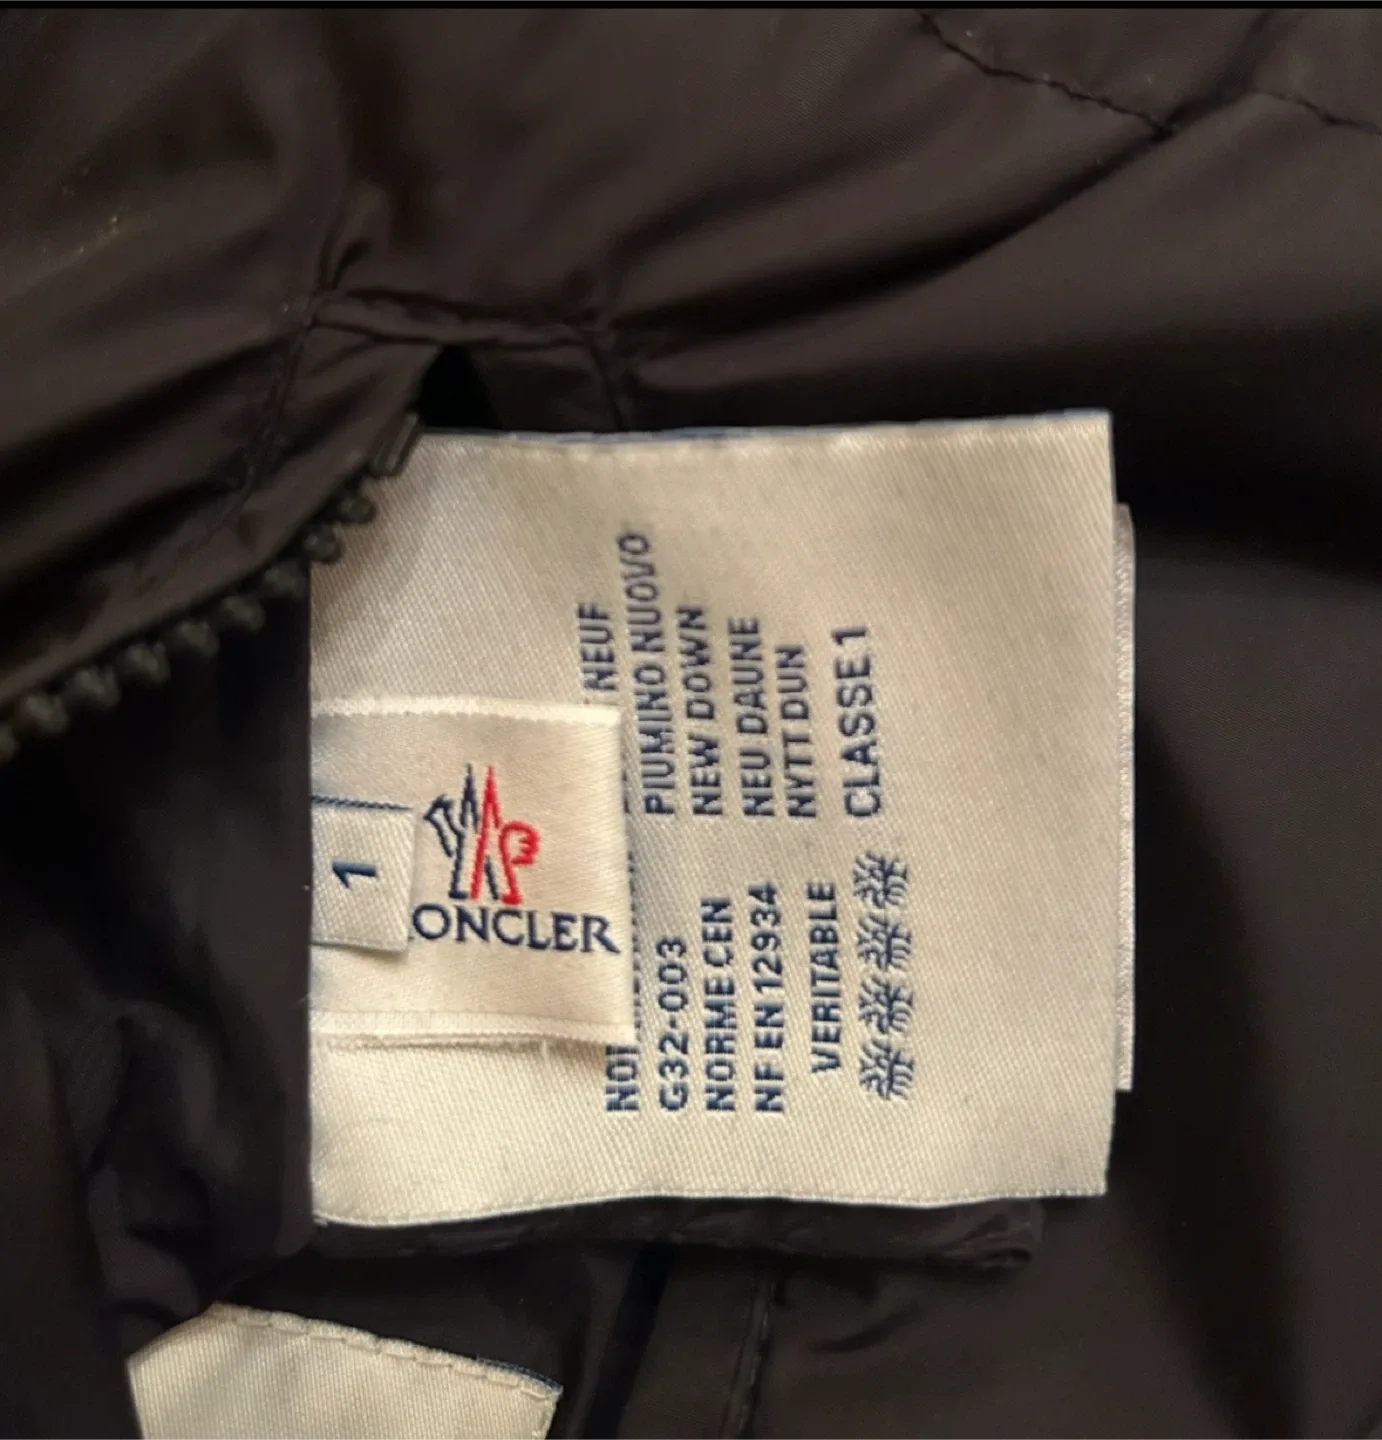 1
ONCLER
NEUF
PIUMINO NUOVO
NEW DOWN
NEU DAUNE
NYTT DUN
G32-003
NORME CEN
NF EN 12934
VERITABLE
CLASSE 1